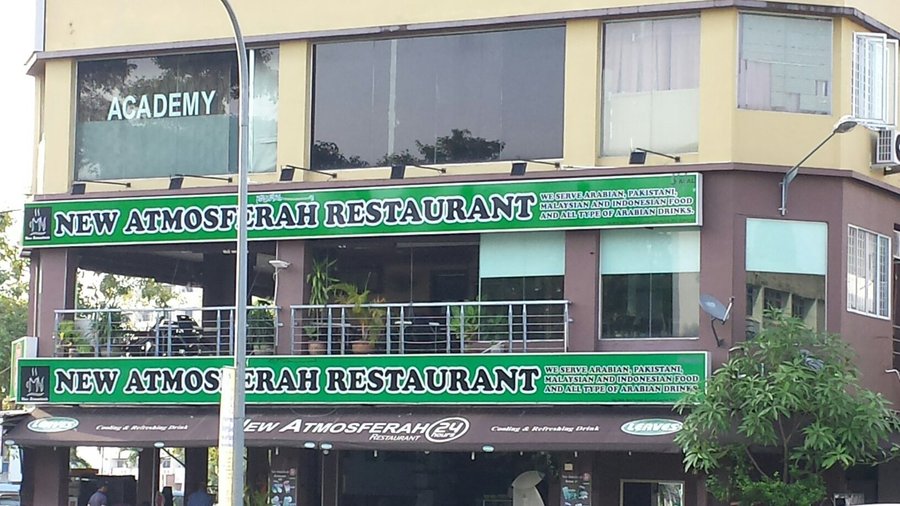 ACADEMY
NEW ATMOSFERAH RESTAURANT
WE SERVE ARABIAN, PAKISTANI,
MALAYSIAN AND INDONESIAN FOOD
AND ALL TYPE OF ARABIAN DRINKS.
NEW ATMOSFERAH RESTAURANT
WE SERVE ARABIAN, PAKISTANI,
MALAYSIAN AND INDONESIAN FOOD
AND ALL TYPE OF ARABIAN DRINKS.
LEAVES
Cooling & Refreshing Drink
NEW ATMOSFERAH
RESTAURANT
24
hours
Cooling & Refreshing Drink
LEAVES